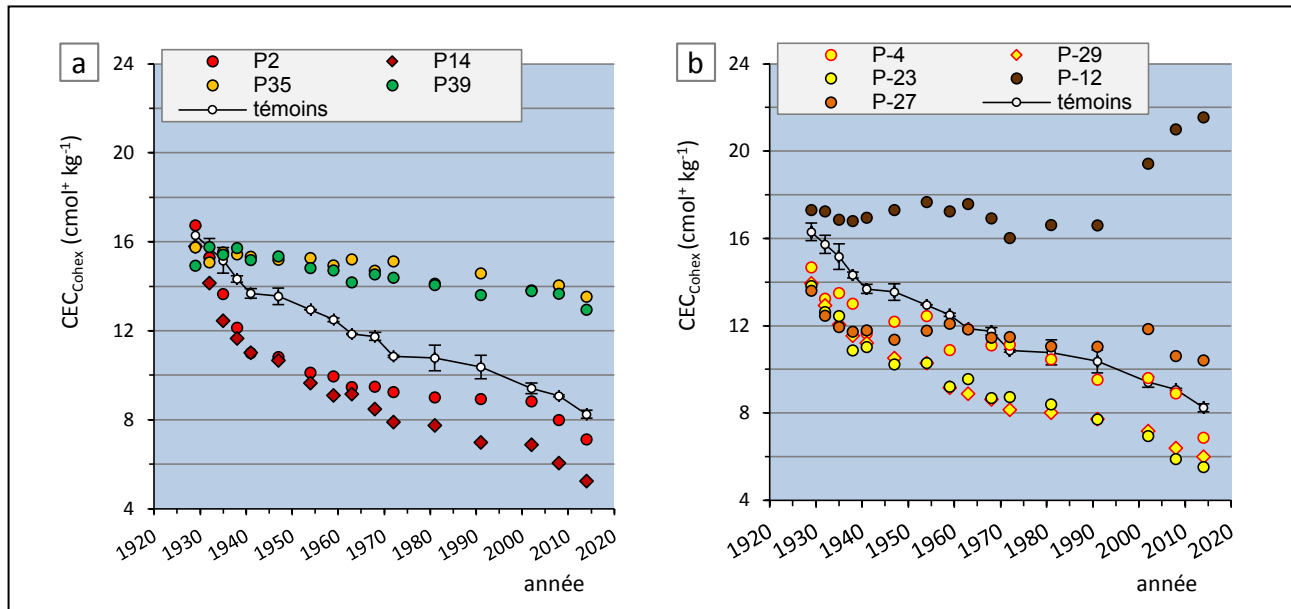 a
P2 P14
P35 P39
témoins
24
20
16
12
8
4
CEC_Cohex (cmol⁺ kg⁻¹)
1920 1930 1940 1950 1960 1970 1980 1990 2000 2010 2020
année
b
P-4 P-29
P-23 P-12
P-27 témoins
24
20
16
12
8
4
CEC_Cohex (cmol⁺ kg⁻¹)
1920 1930 1940 1950 1960 1970 1980 1990 2000 2010 2020
année